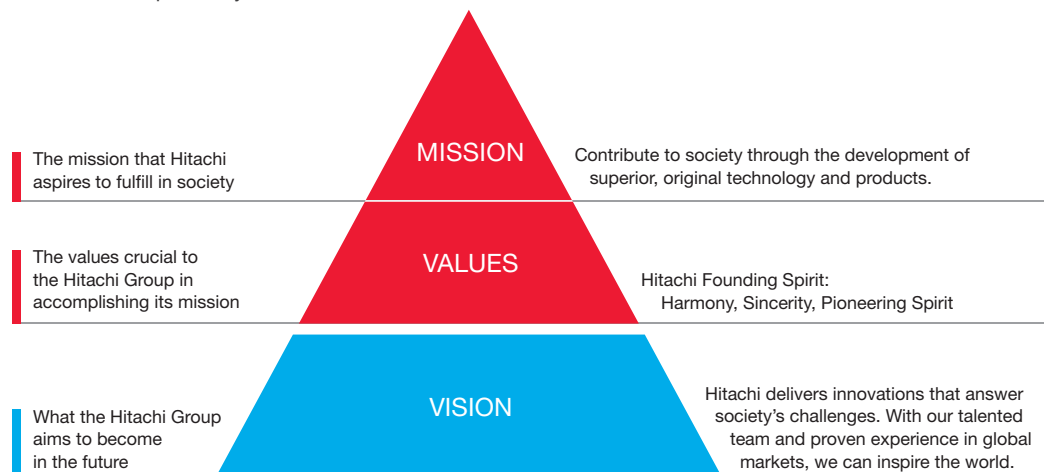 The mission that Hitachi
aspires to fulfill in society
MISSION
Contribute to society through the development of
superior, original technology and products.
The values crucial to
the Hitachi Group in
accomplishing its mission
VALUES
Hitachi Founding Spirit:
Harmony, Sincerity, Pioneering Spirit
What the Hitachi Group
aims to become
in the future
VISION
Hitachi delivers innovations that answer
society’s challenges. With our talented
team and proven experience in global
markets, we can inspire the world.